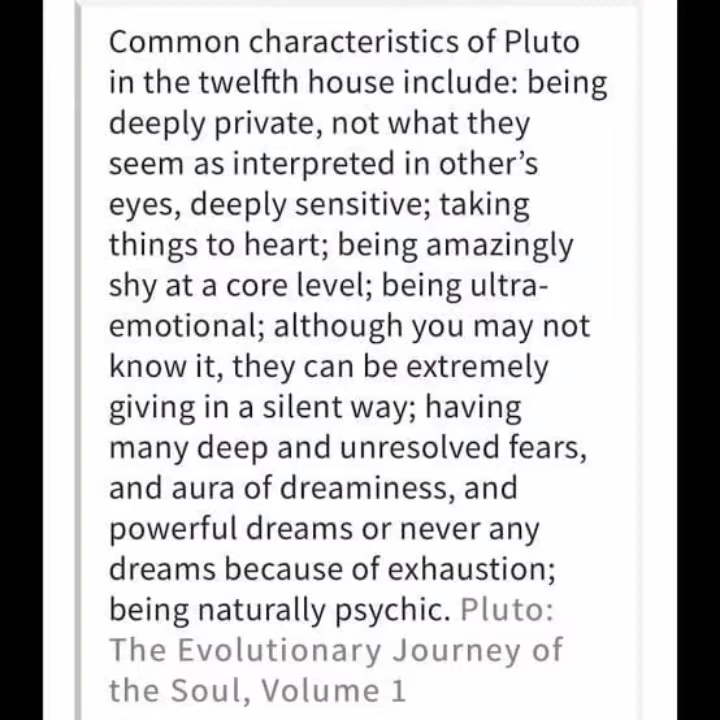 Common characteristics of Pluto
in the twelfth house include: being
deeply private, not what they
seem as interpreted in other’s
eyes, deeply sensitive; taking
things to heart; being amazingly
shy at a core level; being ultra-
emotional; although you may not
know it, they can be extremely
giving in a silent way; having
many deep and unresolved fears,
and aura of dreaminess, and
powerful dreams or never any
dreams because of exhaustion;
being naturally psychic. Pluto:
The Evolutionary Journey of
the Soul, Volume 1